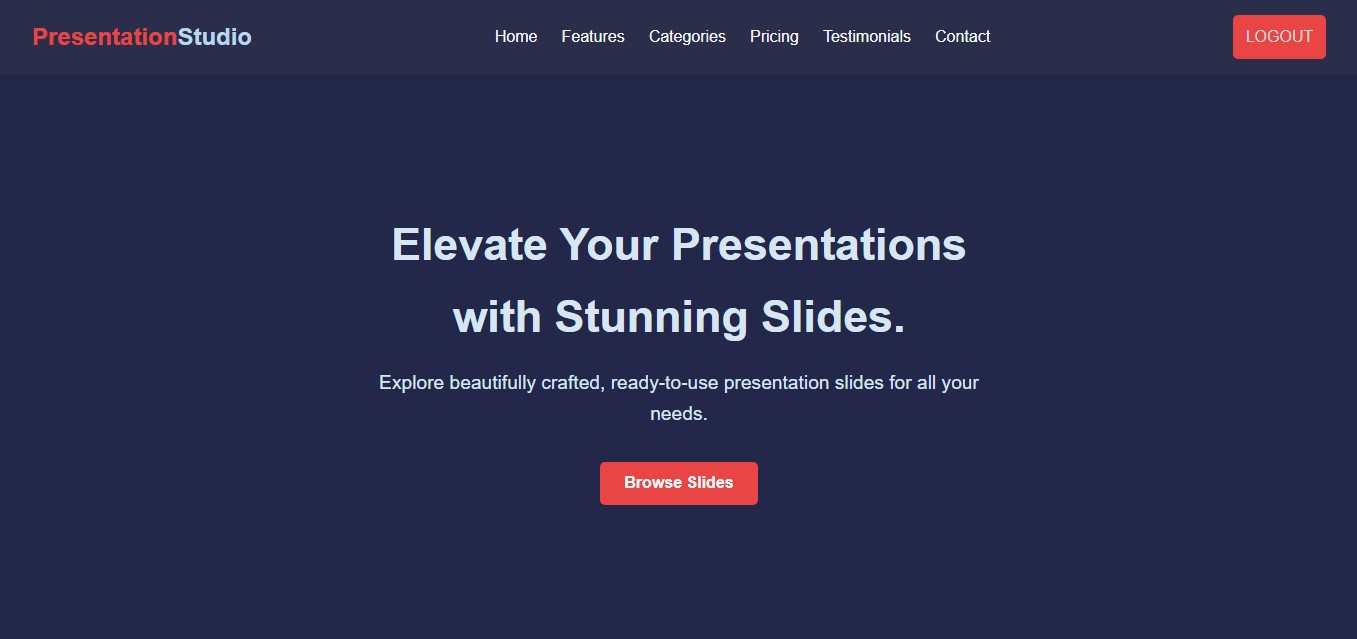 PresentationStudio
Home Features Categories Pricing Testimonials Contact
LOGOUT
Elevate Your Presentations
with Stunning Slides.
Explore beautifully crafted, ready-to-use presentation slides for all your
needs.
Browse Slides